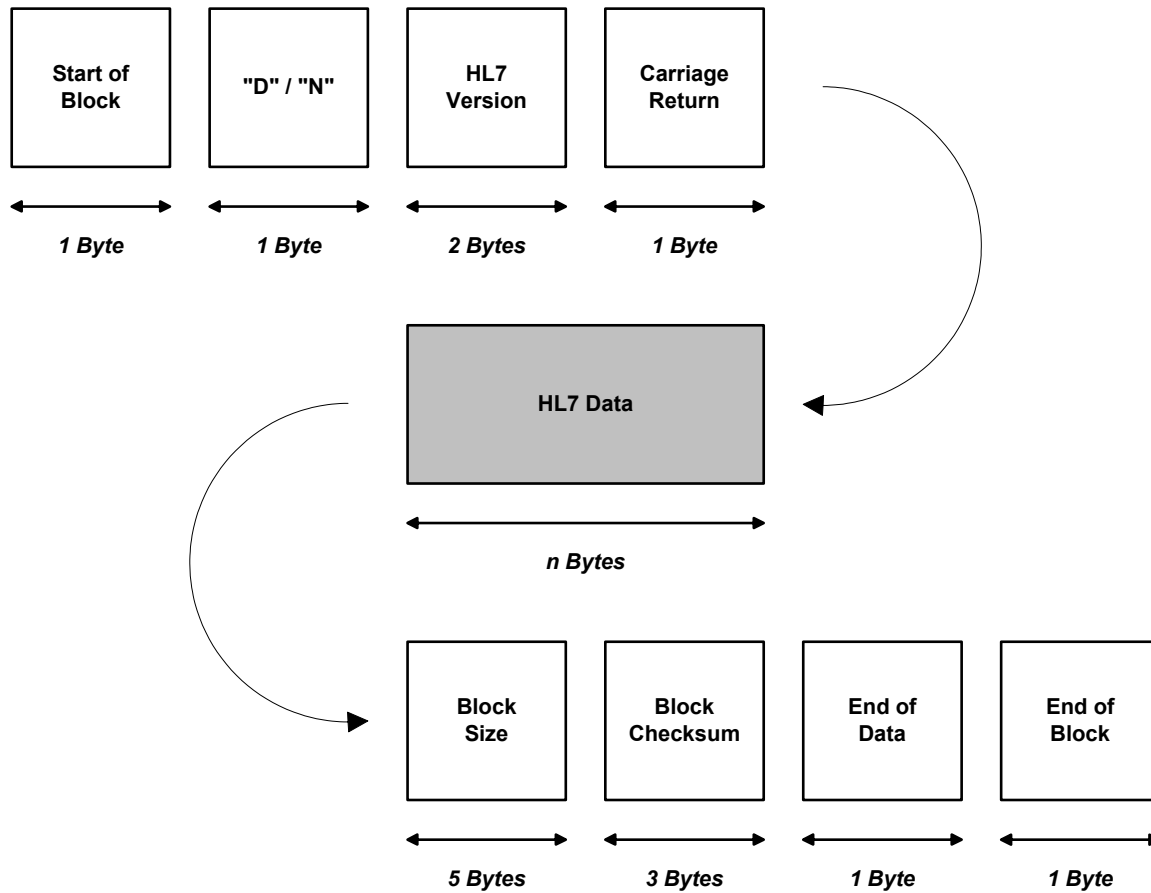 Start of
Block
"D" / "N"
HL7
Version
Carriage
Return
1 Byte
1 Byte
2 Bytes
1 Byte
HL7 Data
n Bytes
Block
Size
Block
Checksum
End of
Data
End of
Block
5 Bytes
3 Bytes
1 Byte
1 Byte